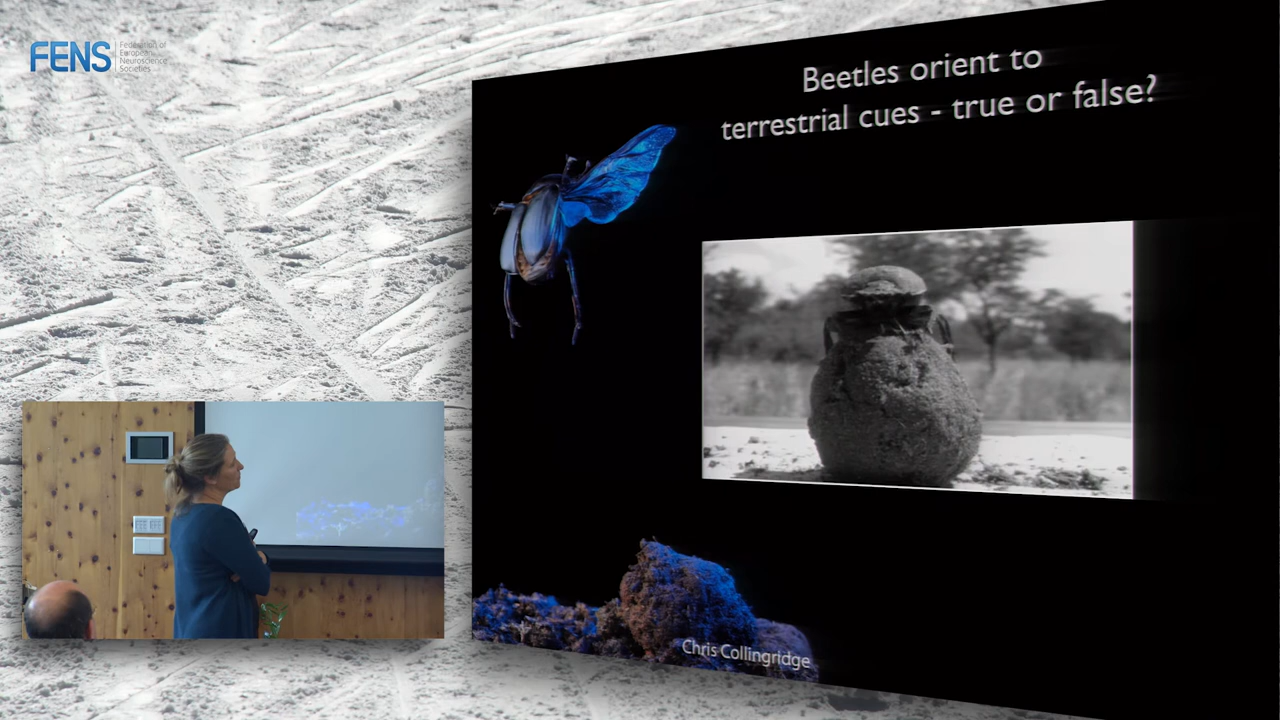 FENS
Federation of
European
Neuroscience
Societies
Beetles orient to
terrestrial cues - true or false?
Chris Collingridge